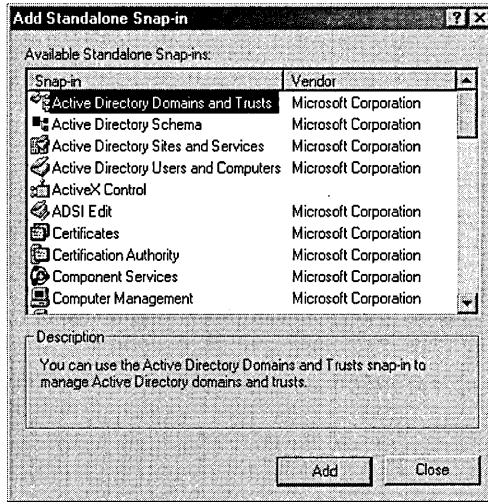 Add Standalone Snap-in
Available Standalone Snap-ins:
Snap-in Vendor
Active Directory Domains and Trusts Microsoft Corporation
Active Directory Schema Microsoft Corporation
Active Directory Sites and Services Microsoft Corporation
Active Directory Users and Computers Microsoft Corporation
ActiveX Control
ADSI Edit Microsoft Corporation
Certificates Microsoft Corporation
Certification Authority Microsoft Corporation
Component Services Microsoft Corporation
Computer Management Microsoft Corporation
Description
You can use the Active Directory Domains and Trusts snap-in to
manage Active Directory domains and trusts.
Add Close